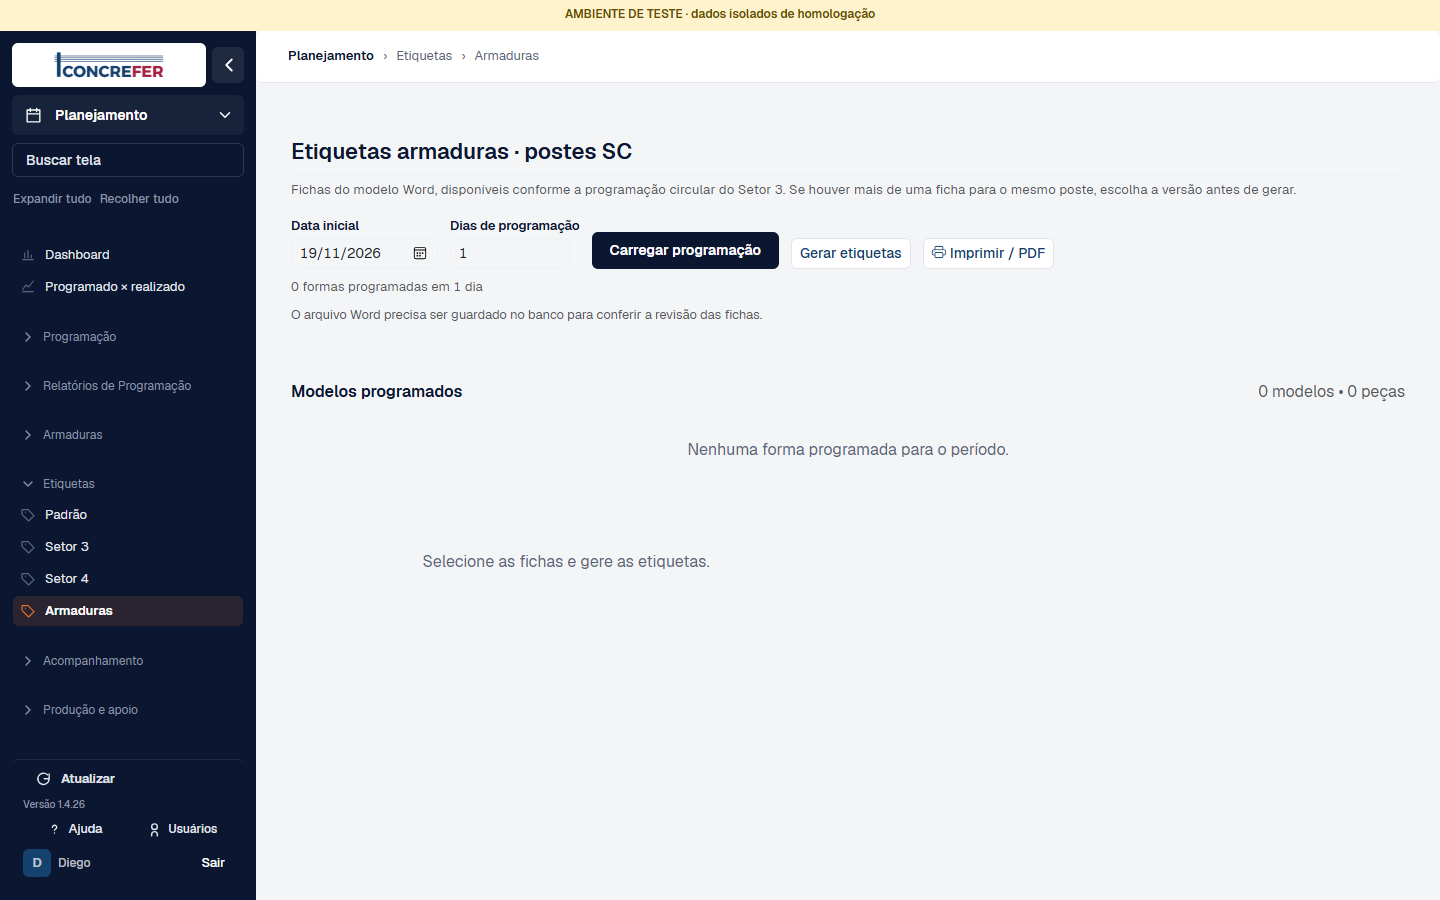 AMBIENTE DE TESTE · dados isolados de homologação
CONCREFER
Planejamento
Buscar tela
Expandir tudo Recolher tudo
Dashboard
Programado × realizado
Programação
Relatórios de Programação
Armaduras
Etiquetas
Padrão
Setor 3
Setor 4
Armaduras
Acompanhamento
Produção e apoio
Atualizar
Versão 1.4.26
? Ajuda Usuários
D Diego Sair
Planejamento › Etiquetas › Armaduras
Etiquetas armaduras · postes SC
Fichas do modelo Word, disponíveis conforme a programação circular do Setor 3. Se houver mais de uma ficha para o mesmo poste, escolha a versão antes de gerar.
Data inicial Dias de programação
19/11/2026 1 Carregar programação Gerar etiquetas Imprimir / PDF
0 formas programadas em 1 dia
O arquivo Word precisa ser guardado no banco para conferir a revisão das fichas.
Modelos programados 0 modelos • 0 peças
Nenhuma forma programada para o período.
Selecione as fichas e gere as etiquetas.